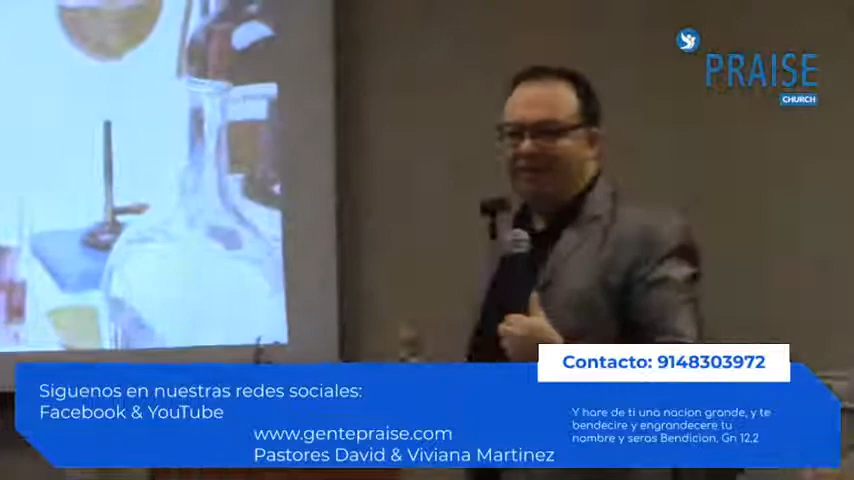 PRAISE
CHURCH
Contacto: 9148303972
Siguenos en nuestras redes sociales:
Facebook & YouTube
www.gentepraise.com
Pastores David & Viviana Martinez
Y hare de ti una nacion grande, y te
bendecire y engrandecere tu
nombre y seras Bendicion, Gn 12,2